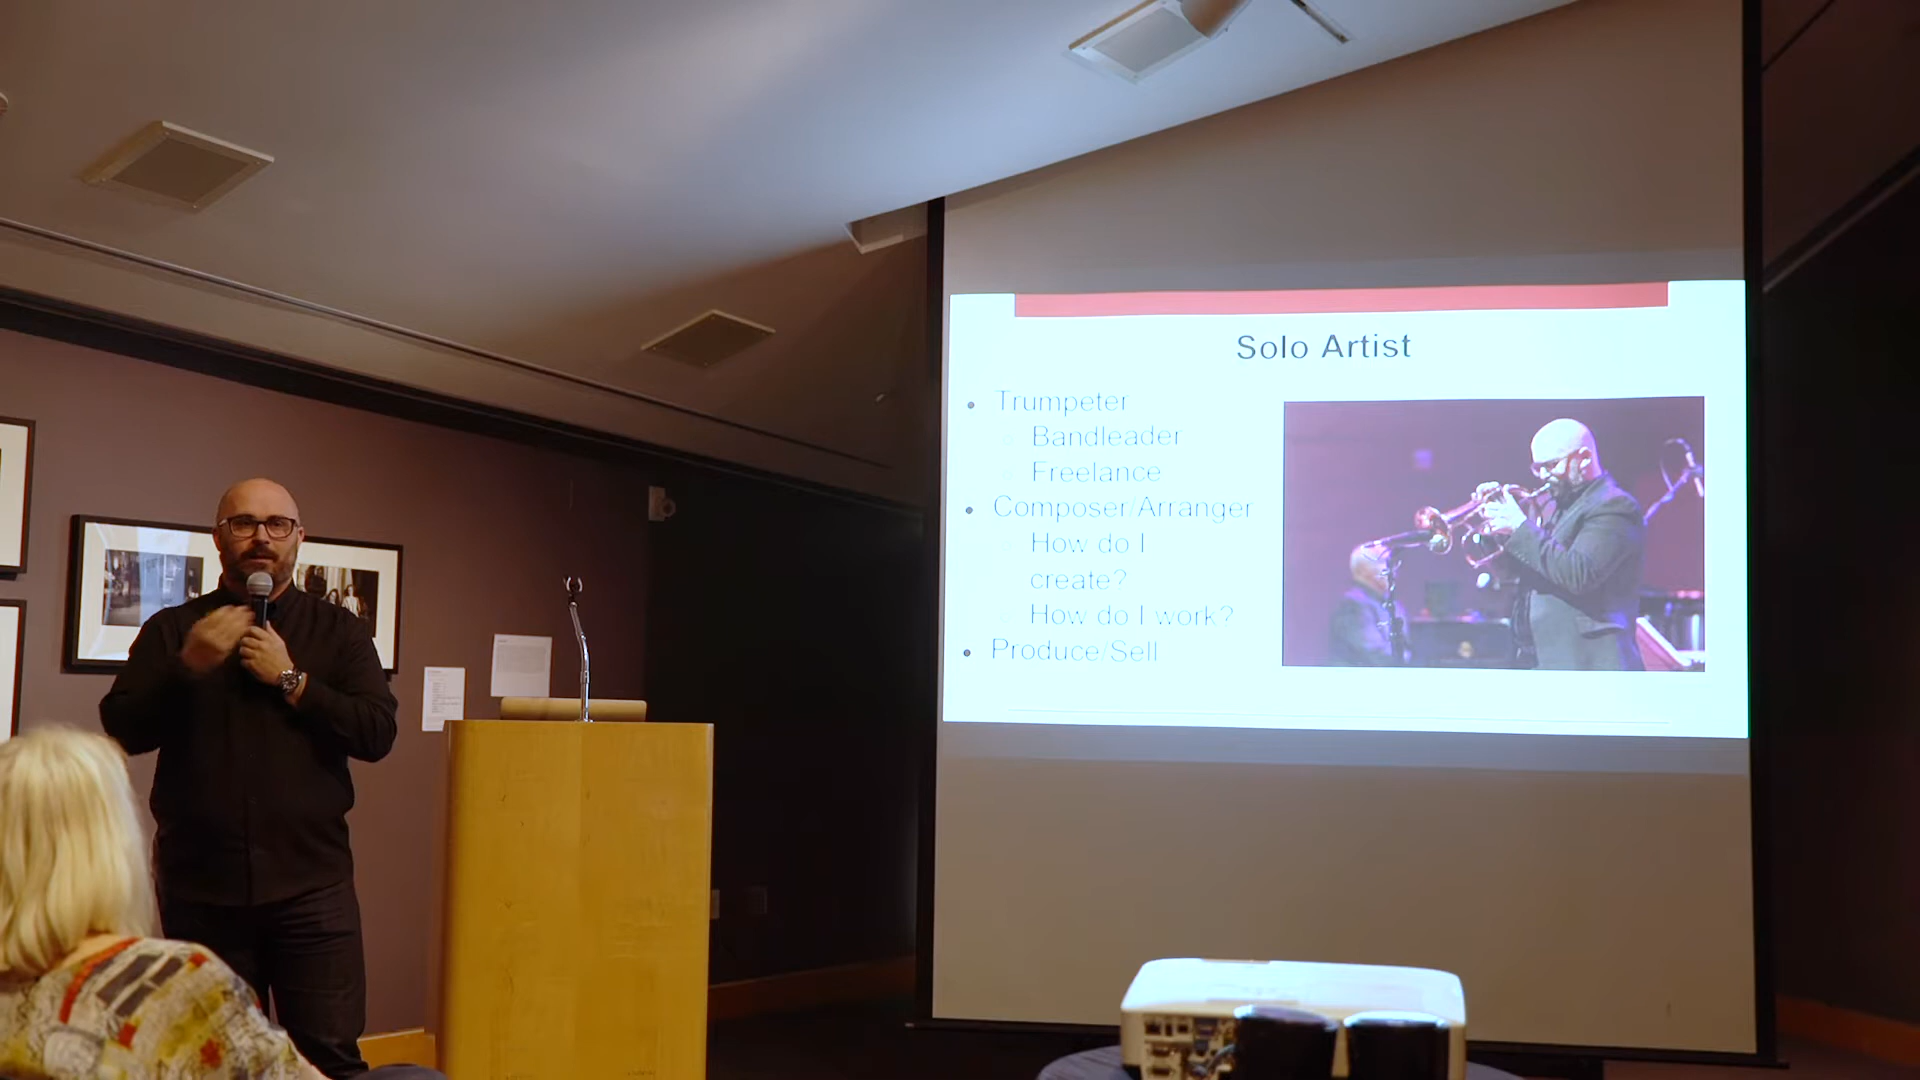 Solo Artist
Trumpeter
Bandleader
Freelance
Composer/Arranger
How do I
create?
How do I work?
Produce/Sell